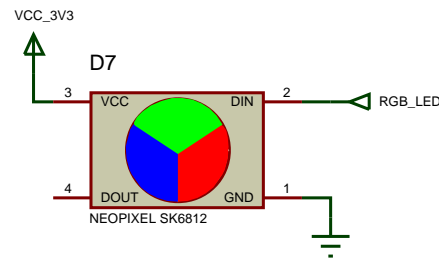 VCC_3V3
D7
3 VCC DIN 2
RGB_LED
4 DOUT GND 1
NEOPIXEL SK6812